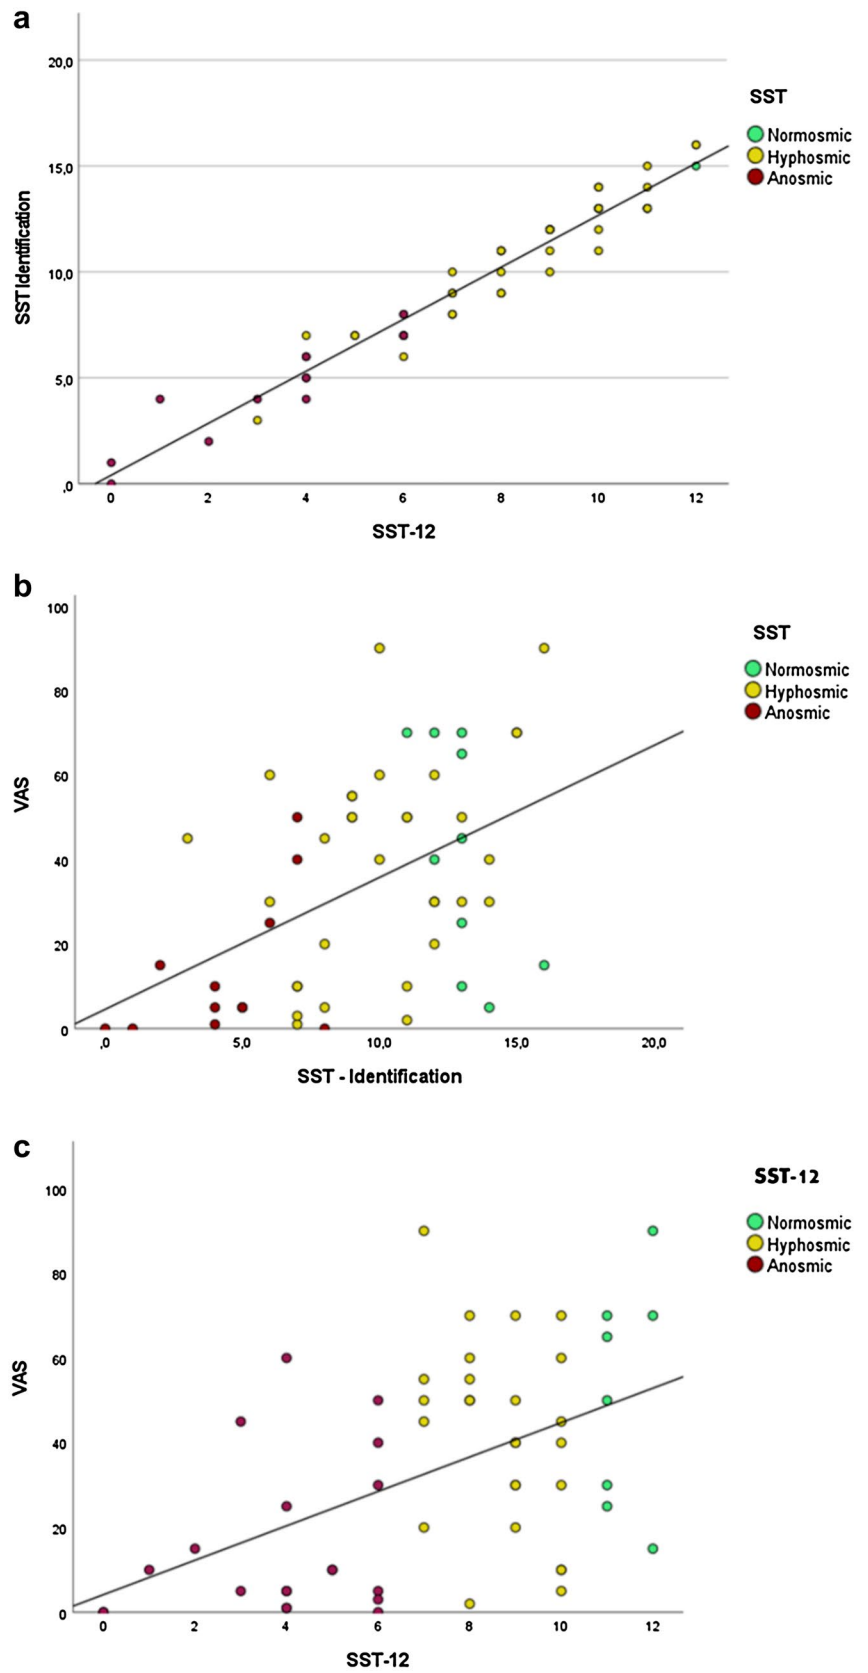 a
20,0
15,0
10,0
5,0
,0
SST Identification
0 2 4 6 8 10 12
SST-12
SST
Normosmic
Hyphosmic
Anosmic
b
100
80
60
40
20
0
VAS
,0 5,0 10,0 15,0 20,0
SST - Identification
SST
Normosmic
Hyphosmic
Anosmic
c
100
80
60
40
20
0
VAS
0 2 4 6 8 10 12
SST-12
SST-12
Normosmic
Hyphosmic
Anosmic